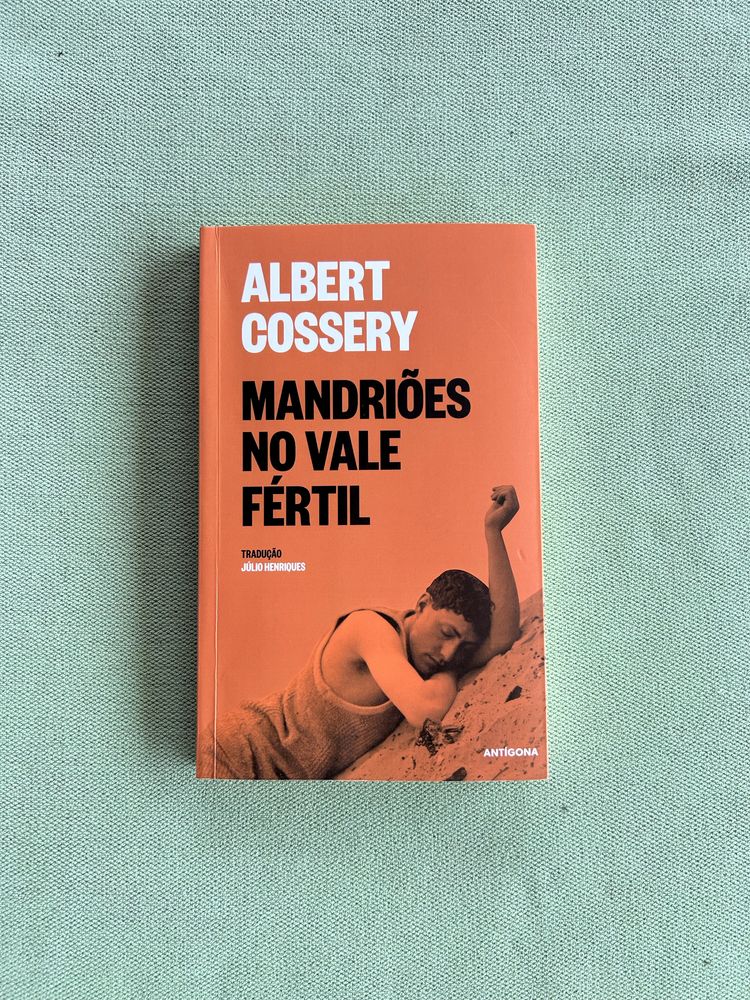 ALBERT
COSSERY
MANDRIÕES
NO VALE
FÉRTIL
TRADUÇÃO
JÚLIO HENRIQUES
ANTÍGONA